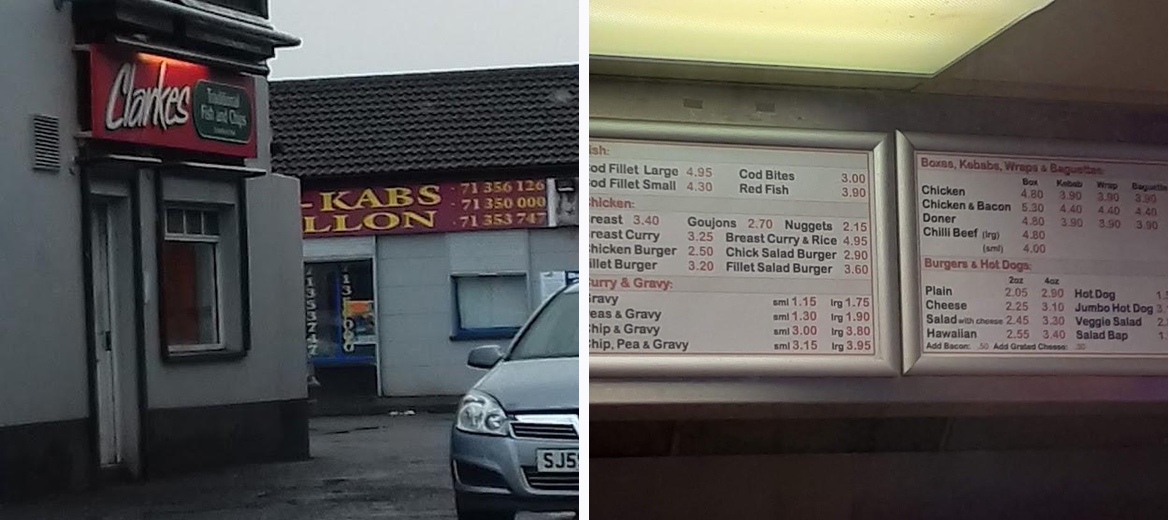 Clarkes
Traditional
Fish and Chips
-KABS
LLON
71 356 126
71 350 000
71 353 747
SJ5
ish:
od Fillet Large 4.95 Cod Bites 3.00
od Fillet Small 4.30 Red Fish 3.90
hicken:
reast 3.40 Goujons 2.70 Nuggets 2.15
reast Curry 3.25 Breast Curry & Rice 4.95
hicken Burger 2.50 Chick Salad Burger 2.90
illet Burger 3.20 Fillet Salad Burger 3.60
urry & Gravy:
ravy sml 1.15 lrg 1.75
eas & Gravy sml 1.30 lrg 1.90
hip & Gravy sml 3.00 lrg 3.80
hip, Pea & Gravy sml 3.15 lrg 3.95
Boxes, Kebabs, Wraps & Baguettes
Box Kebab Wrap Baguette
Chicken 4.80 3.90 3.90 3.90
Chicken & Bacon 5.30 4.40 4.40 4.40
Doner 4.80 3.90 3.90 3.90
Chilli Beef (lrg) 4.80
(sml) 4.00
Burgers & Hot Dogs:
2oz 4oz
Plain 2.05 2.90 Hot Dog
Cheese 2.25 3.10 Jumbo Hot Dog
Salad with cheese 2.45 3.30 Veggie Salad
Hawaiian 2.55 3.40 Salad Bap
Add Bacon: .50 Add Grated Cheese: